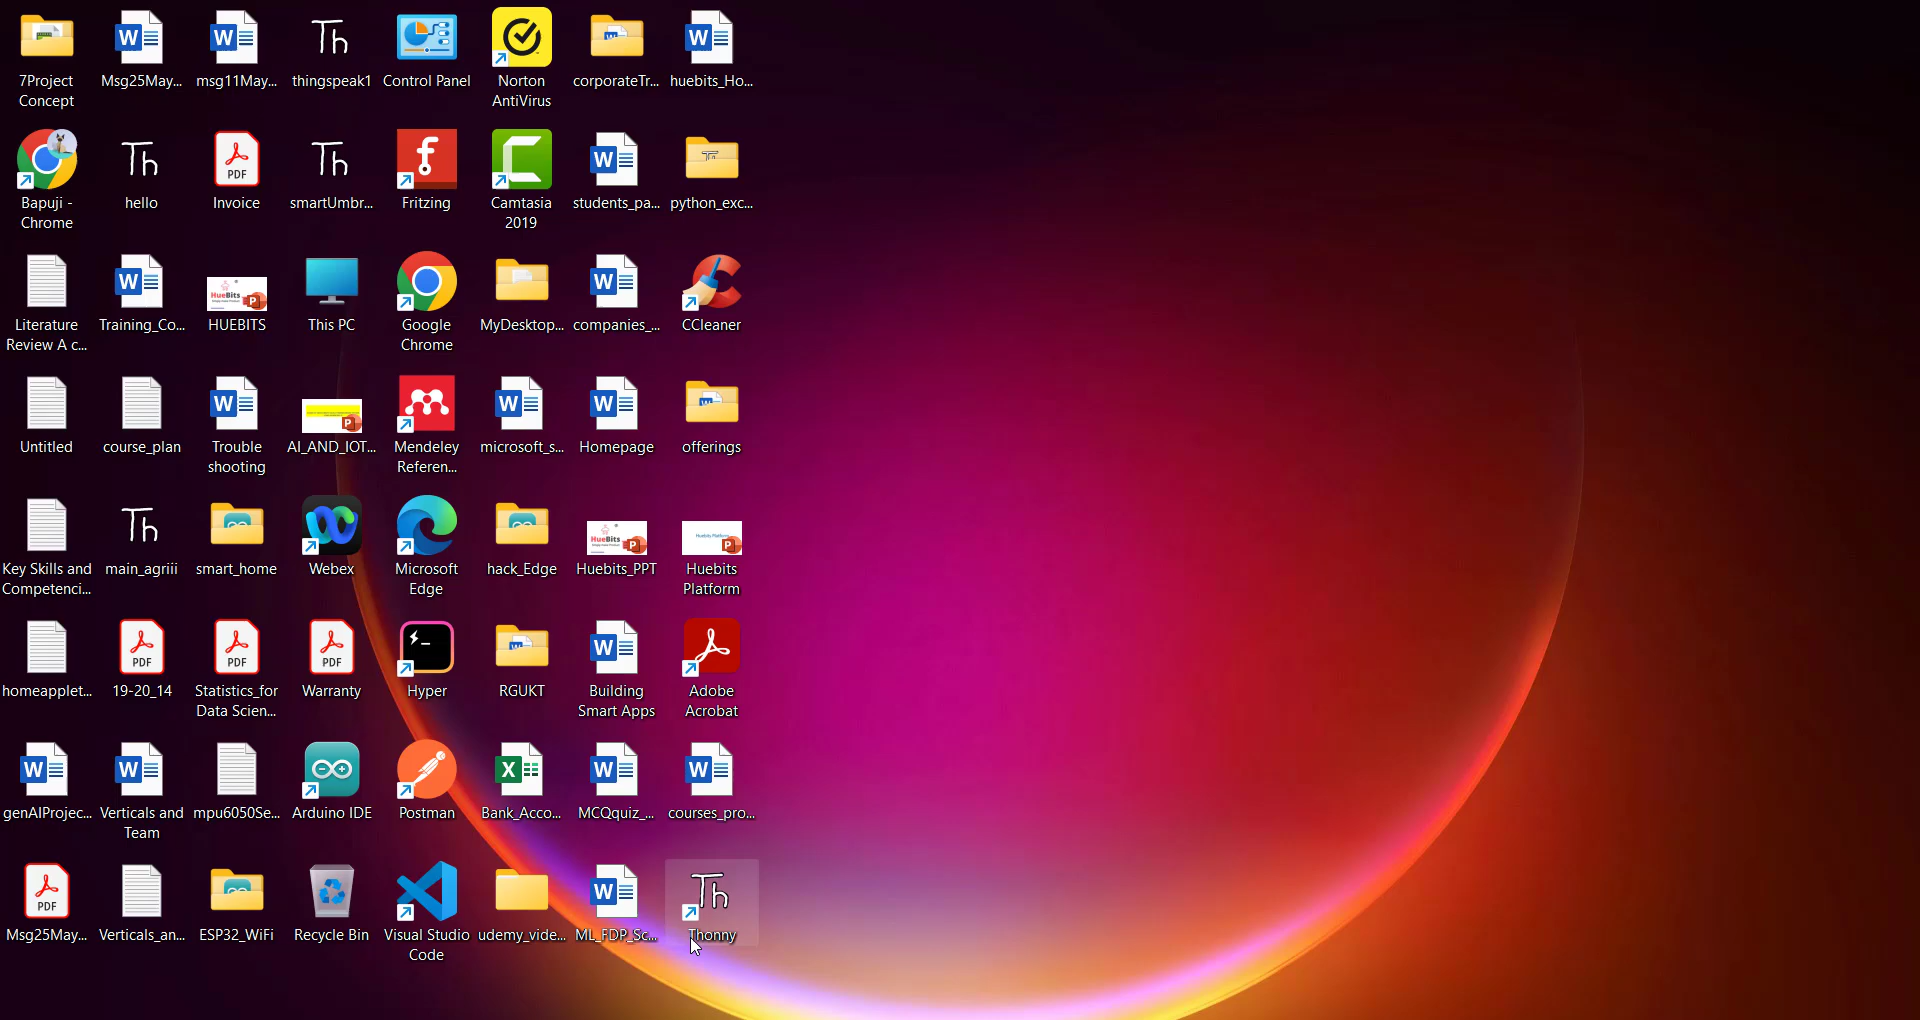 7Project
Concept
Msg25May...
msg11May...
thingspeak1
Control Panel
Norton
AntiVirus
corporateTr...
huebits_Ho...
Bapuji -
Chrome
hello
Invoice
smartUmbr...
Fritzing
Camtasia
2019
students_pa...
python_exc...
Literature
Review A c...
Training_Co...
HUEBITS
This PC
Google
Chrome
MyDesktop...
companies_...
CCleaner
Untitled
course_plan
Trouble
shooting
AI_AND_IOT...
Mendeley
Referen...
microsoft_s...
Homepage
offerings
Key Skills and
Competenci...
main_agriii
smart_home
Webex
Microsoft
Edge
hack_Edge
Huebits_PPT
Huebits
Platform
homeapplet...
19-20_14
Statistics_for
Data Scien...
Warranty
Hyper
RGUKT
Building
Smart Apps
Adobe
Acrobat
genAIProjec...
Verticals and
Team
mpu6050Se...
Arduino IDE
Postman
Bank_Acco...
MCQquiz_...
courses_pro...
Msg25May...
Verticals_an...
ESP32_WiFi
Recycle Bin
Visual Studio
Code
udemy_vide...
ML_FDP_Sc...
Thonny